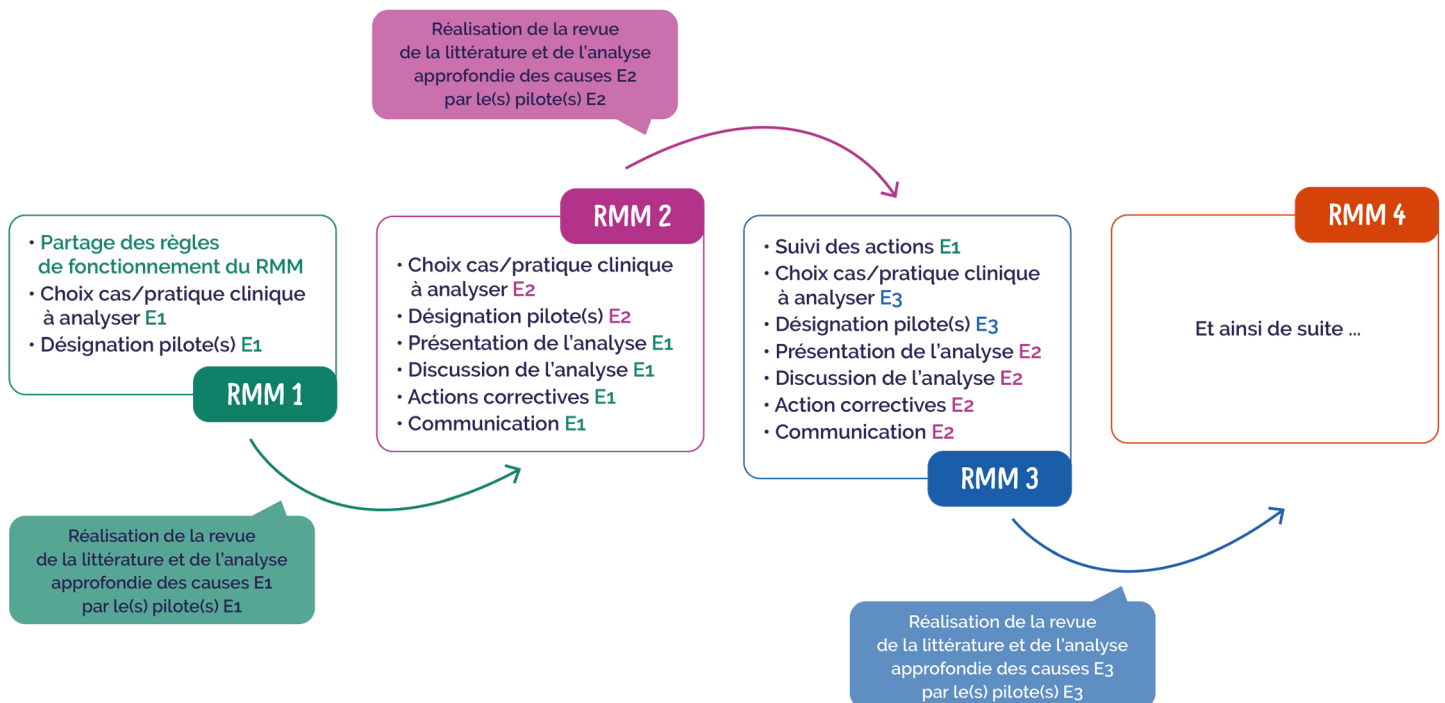 Réalisation de la revue
de la littérature et de l'analyse
approfondie des causes E2
par le(s) pilote(s) E2
• Partage des règles
de fonctionnement du RMM
• Choix cas/pratique clinique
à analyser E1
• Désignation pilote(s) E1
RMM 1
Réalisation de la revue
de la littérature et de l'analyse
approfondie des causes E1
par le(s) pilote(s) E1
RMM 2
• Choix cas/pratique clinique
à analyser E2
• Désignation pilote(s) E2
• Présentation de l'analyse E1
• Discussion de l'analyse E1
• Actions correctives E1
• Communication E1
• Suivi des actions E1
• Choix cas/pratique clinique
à analyser E3
• Désignation pilote(s) E3
• Présentation de l'analyse E2
• Discussion de l'analyse E2
• Action correctives E2
• Communication E2
RMM 3
Réalisation de la revue
de la littérature et de l'analyse
approfondie des causes E3
par le(s) pilote(s) E3
RMM 4
Et ainsi de suite ...